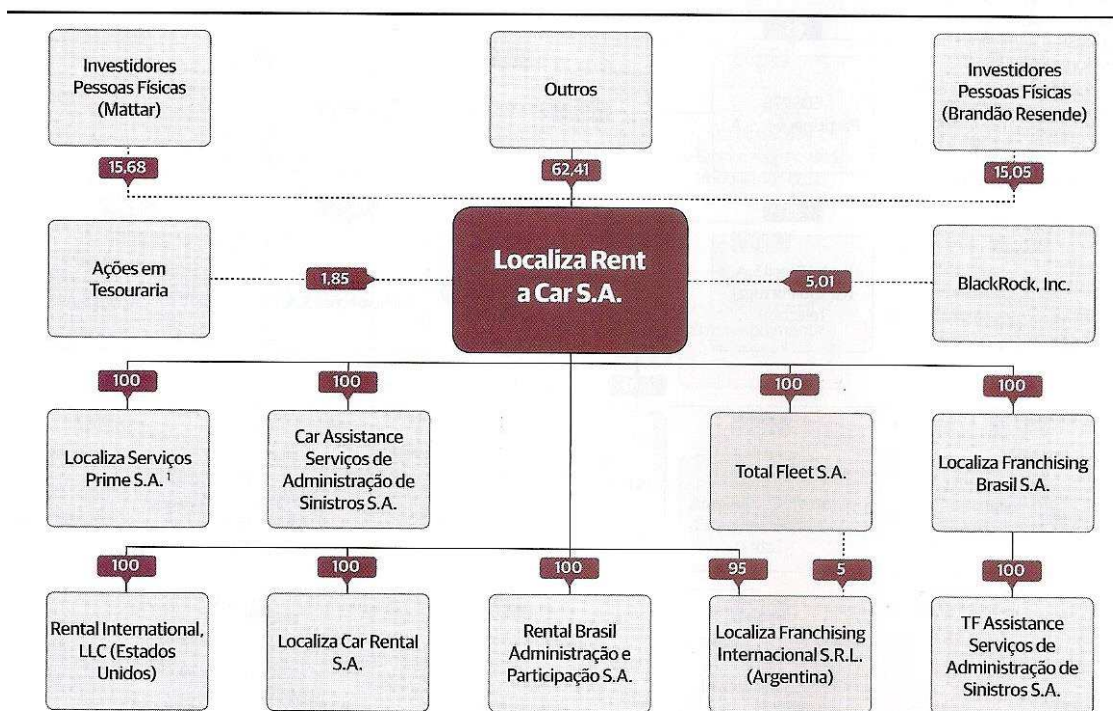 Investidores
Pessoas Físicas
(Mattar)
Outros
Investidores
Pessoas Físicas
(Brandão Resende)
15,68
62,41
15,05
Ações em
Tesouraria
1,85
Localiza Rent
a Car S.A.
5,01
BlackRock, Inc.
100
100
100
100
Localiza Serviços
Prime S.A. 1
Car Assistance
Serviços de
Administração de
Sinistros S.A.
Total Fleet S.A.
Localiza Franchising
Brasil S.A.
100
100
100
95
5
100
Rental International,
LLC (Estados
Unidos)
Localiza Car Rental
S.A.
Rental Brasil
Administração e
Participação S.A.
Localiza Franchising
Internacional S.R.L.
(Argentina)
TF Assistance
Serviços de
Administração de
Sinistros S.A.